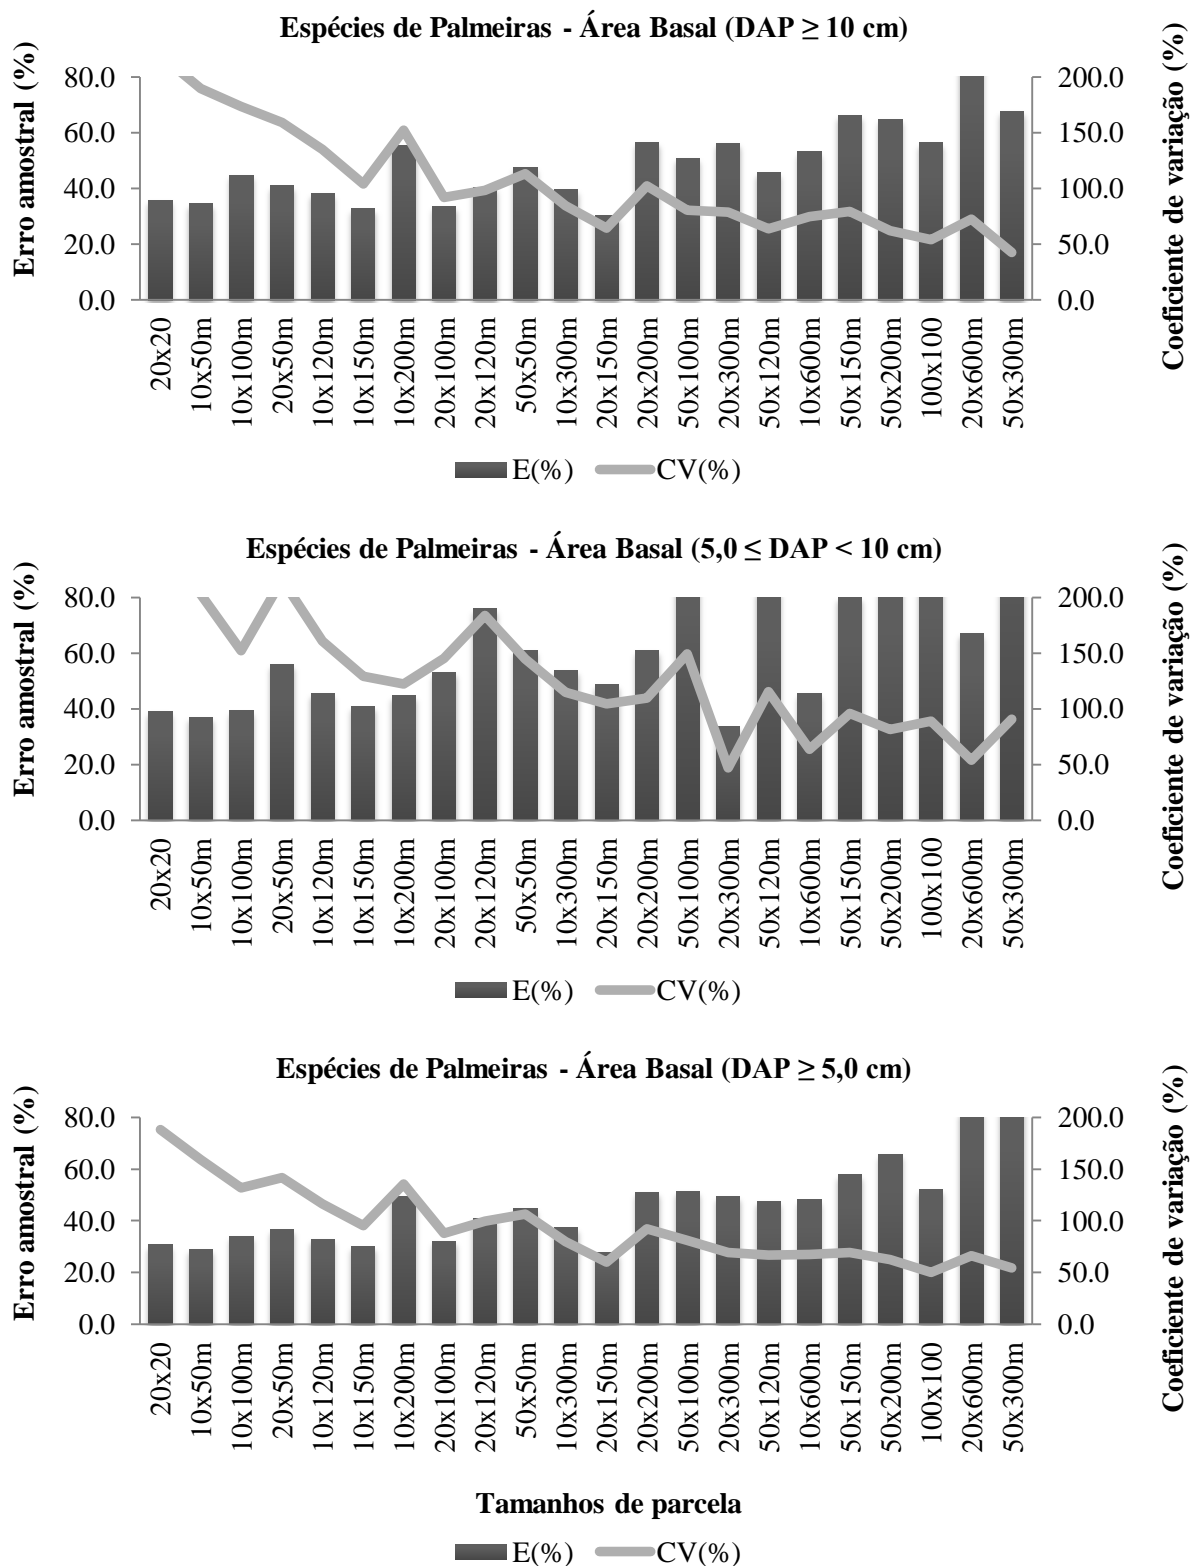 Espécies de Palmeiras - Área Basal (DAP ≥ 10 cm)
Erro amostral (%)
80.0
60.0
40.0
20.0
0.0
200.0
150.0
100.0
50.0
0.0
Coeficiente de variação (%)
20x20
10x50m
10x100m
20x50m
10x120m
10x150m
10x200m
20x100m
20x120m
50x50m
10x300m
20x150m
20x200m
50x100m
20x300m
50x120m
10x600m
50x150m
50x200m
100x100
20x600m
50x300m
E(%) CV(%)
Espécies de Palmeiras - Área Basal (5,0 ≤ DAP < 10 cm)
Erro amostral (%)
80.0
60.0
40.0
20.0
0.0
200.0
150.0
100.0
50.0
0.0
Coeficiente de variação (%)
20x20
10x50m
10x100m
20x50m
10x120m
10x150m
10x200m
20x100m
20x120m
50x50m
10x300m
20x150m
20x200m
50x100m
20x300m
50x120m
10x600m
50x150m
50x200m
100x100
20x600m
50x300m
E(%) CV(%)
Espécies de Palmeiras - Área Basal (DAP ≥ 5,0 cm)
Erro amostral (%)
80.0
60.0
40.0
20.0
0.0
200.0
150.0
100.0
50.0
0.0
Coeficiente de variação (%)
20x20
10x50m
10x100m
20x50m
10x120m
10x150m
10x200m
20x100m
20x120m
50x50m
10x300m
20x150m
20x200m
50x100m
20x300m
50x120m
10x600m
50x150m
50x200m
100x100
20x600m
50x300m
Tamanhos de parcela
E(%) CV(%)